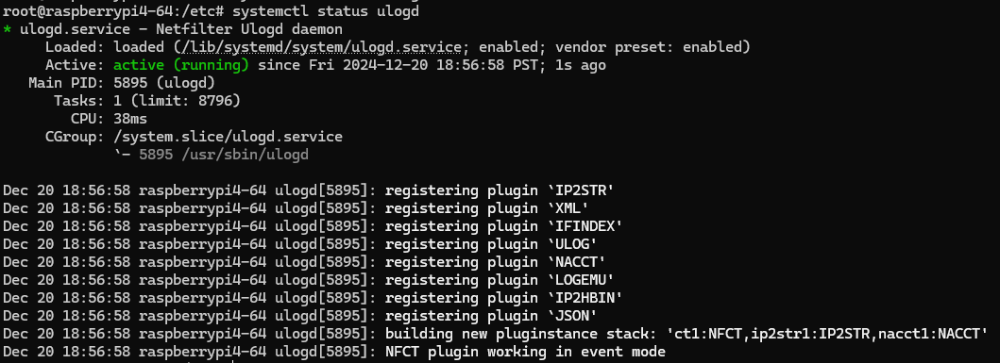 root@raspberrypi4-64:/etc# systemctl status ulogd
* ulogd.service - Netfilter Ulogd daemon
     Loaded: loaded (/lib/systemd/system/ulogd.service; enabled; vendor preset: enabled)
     Active: active (running) since Fri 2024-12-20 18:56:58 PST; 1s ago
   Main PID: 5895 (ulogd)
      Tasks: 1 (limit: 8796)
        CPU: 38ms
     CGroup: /system.slice/ulogd.service
             `- 5895 /usr/sbin/ulogd

Dec 20 18:56:58 raspberrypi4-64 ulogd[5895]: registering plugin `IP2STR'
Dec 20 18:56:58 raspberrypi4-64 ulogd[5895]: registering plugin `XML'
Dec 20 18:56:58 raspberrypi4-64 ulogd[5895]: registering plugin `IFINDEX'
Dec 20 18:56:58 raspberrypi4-64 ulogd[5895]: registering plugin `ULOG'
Dec 20 18:56:58 raspberrypi4-64 ulogd[5895]: registering plugin `NACCT'
Dec 20 18:56:58 raspberrypi4-64 ulogd[5895]: registering plugin `LOGEMU'
Dec 20 18:56:58 raspberrypi4-64 ulogd[5895]: registering plugin `IP2HBIN'
Dec 20 18:56:58 raspberrypi4-64 ulogd[5895]: registering plugin `JSON'
Dec 20 18:56:58 raspberrypi4-64 ulogd[5895]: building new pluginstance stack: 'ct1:NFCT,ip2str1:IP2STR,nacct1:NACCT'
Dec 20 18:56:58 raspberrypi4-64 ulogd[5895]: NFCT plugin working in event mode